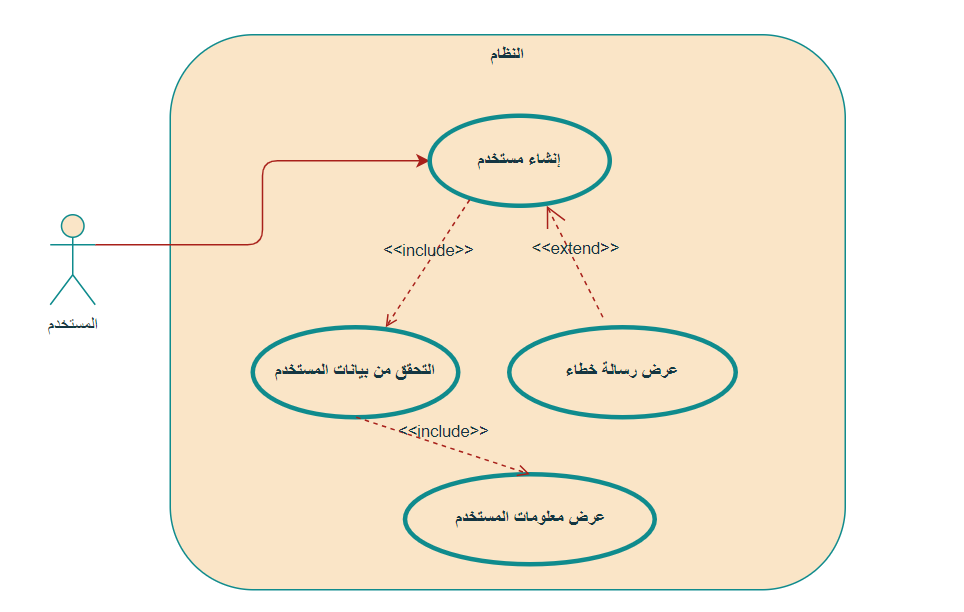 النظام
إنشاء مستخدم
<<include>>
<<extend>>
المستخدم
التحقق من بيانات المستخدم
عرض رسالة خطاء
<<include>>
عرض معلومات المستخدم